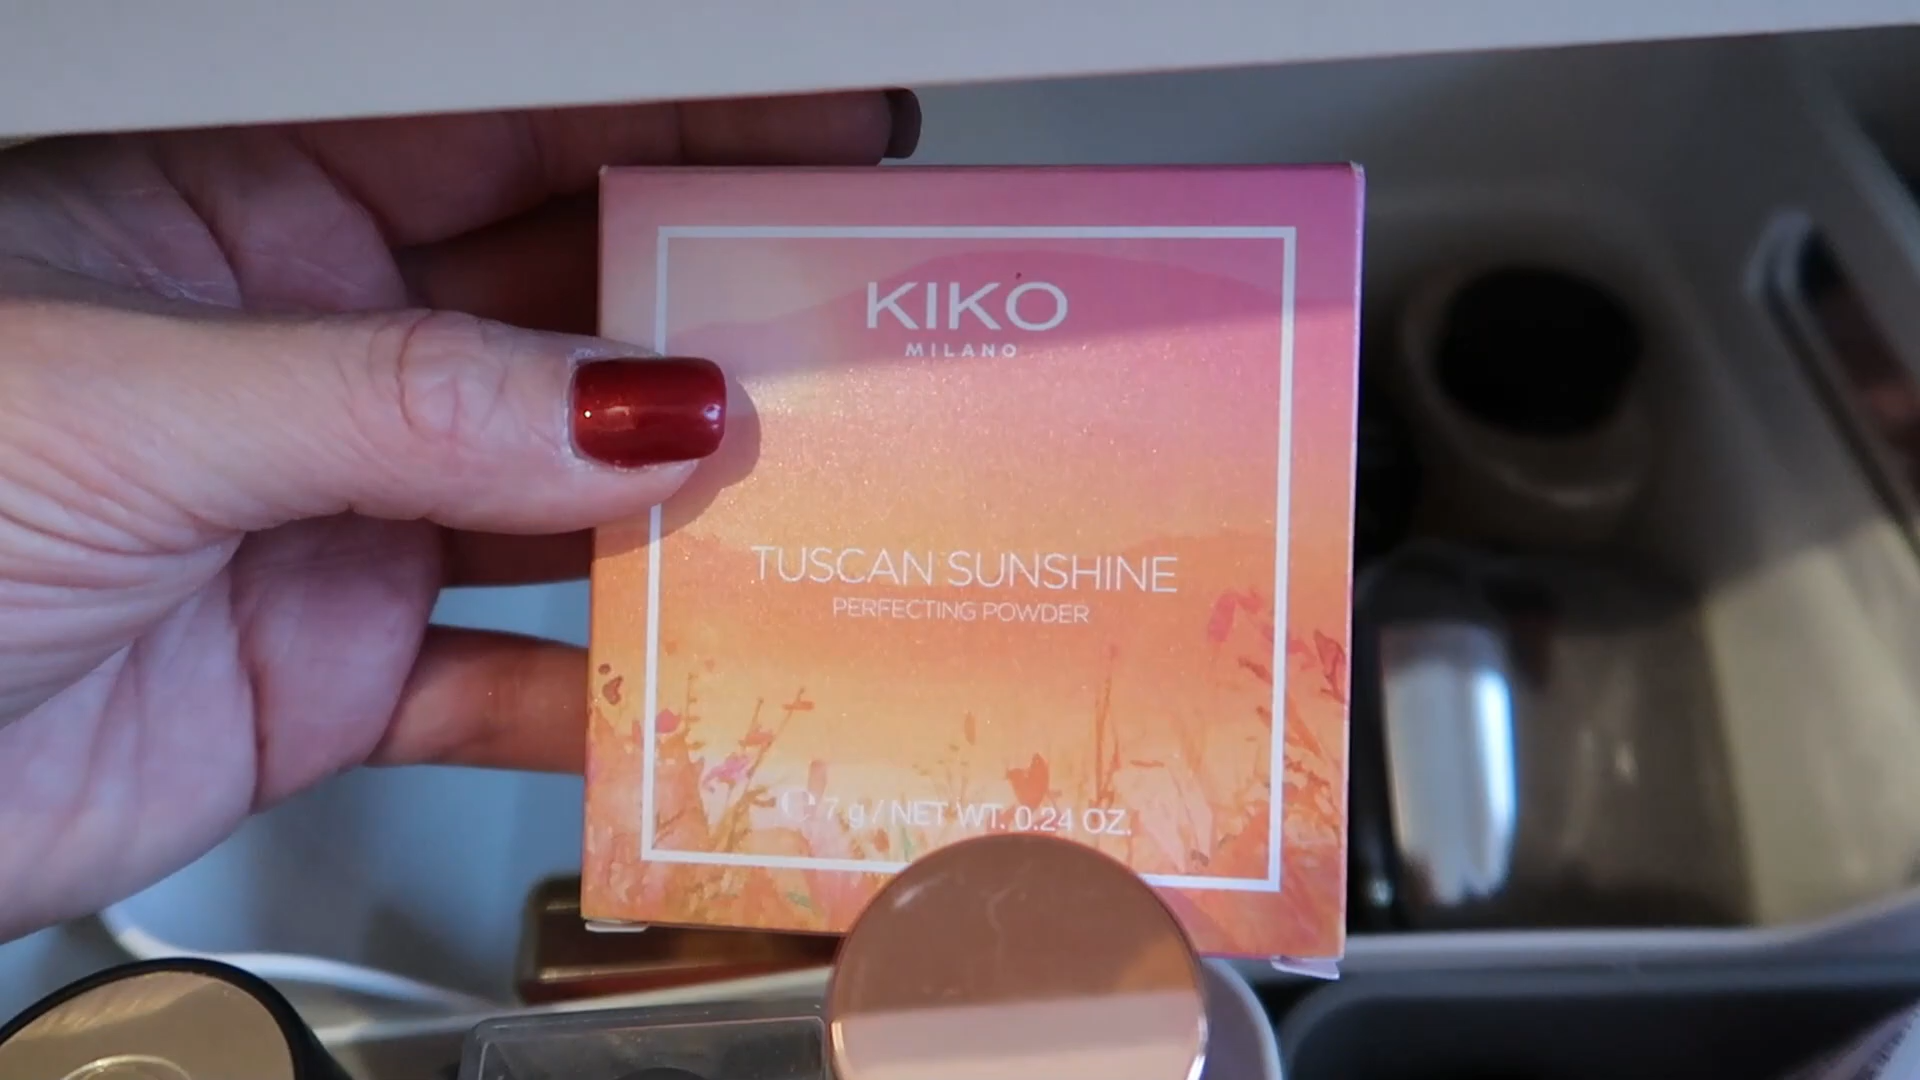 KIKO
MILANO
TUSCAN SUNSHINE
PERFECTING POWDER
℮ 7 g / NET WT. 0.24 OZ.